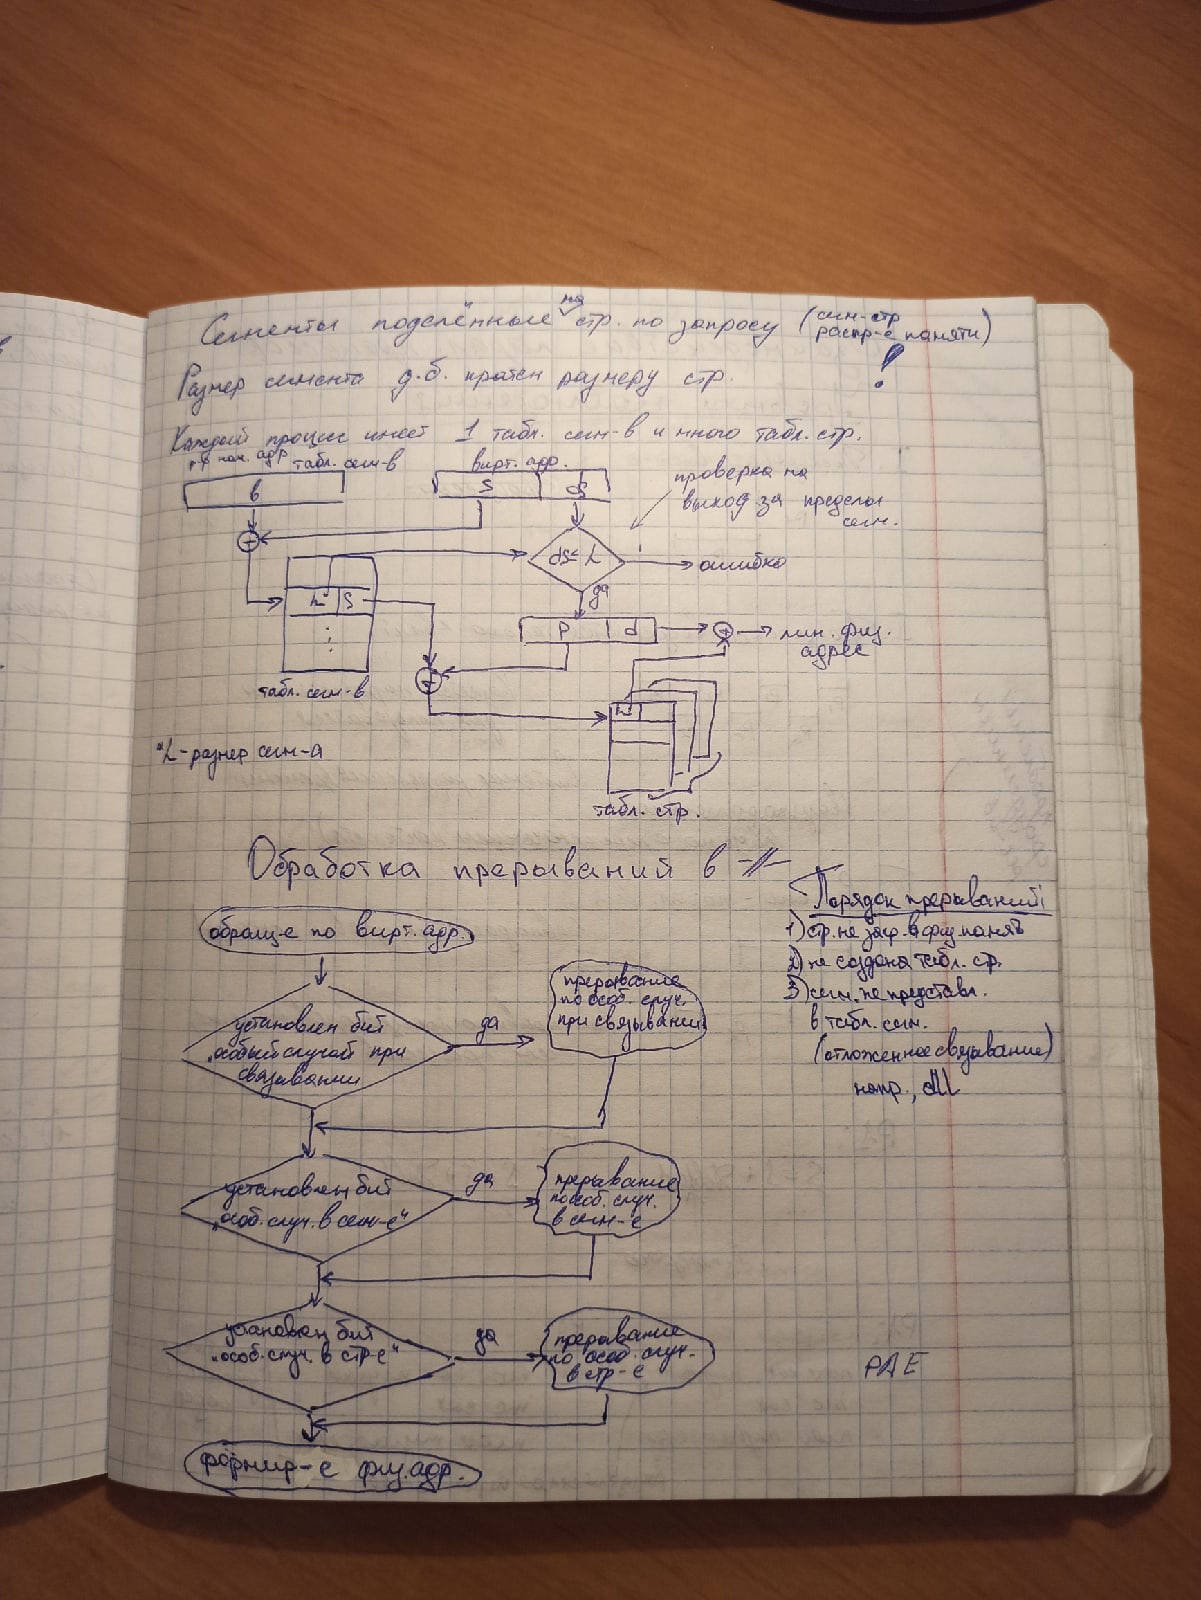 Сегменты поделённые на стр. по запросу (сегм-стр
распр-е памяти)
!
Размер сегмента д.б. кратен размеру стр.
Каждый процесс имеет 1 табл. сегм-в и много табл. стр.
нач. адр
табл. сегм-в
вирт. адр.
b
S
ds
проверка на
выход за пределы
сегм.
+
ds ≤ L
ошибка
да
L S
P d
+
лин. физ.
адрес
+
табл. сегм-в
*L - размер сегм-а
табл. стр.
Обработка прерываний в -//-
Порядок прерываний:
1) стр. не загр. в физ. память
2) не создана табл. стр.
3) сегм. не представл.
в табл. сегм.
(отложенное связывание)
напр., dll
обращ-е по вирт. адр.
установлен бит
„особый случай при
связывании
да
прерывание
по особ. случ.
при связывании
установлен бит
„особ. случ. в сегм-е"
да
прерывание
по особ. случ.
в сегм-е
установлен бит
„особ. случ. в стр-е"
да
прерывание
по особ. случ.
в стр-е
PAE
формир-е физ. адр.